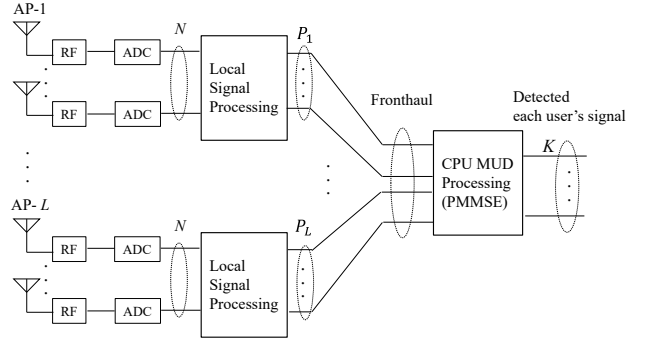 AP-1
RF
ADC
N
Local
Signal
Processing
P1
RF
ADC
Fronthaul
Detected
each user's signal
CPU MUD
Processing
(PMMSE)
K
AP- L
RF
ADC
N
Local
Signal
Processing
PL
RF
ADC